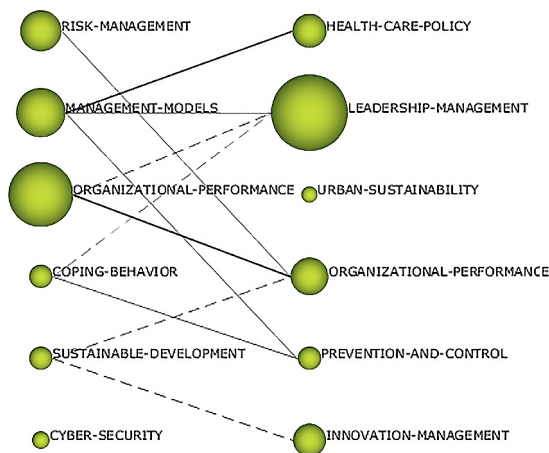 RISK-MANAGEMENT
HEALTH-CARE-POLICY
MANAGEMENT-MODELS
LEADERSHIP-MANAGEMENT
ORGANIZATIONAL-PERFORMANCE
URBAN-SUSTAINABILITY
COPING-BEHAVIOR
ORGANIZATIONAL-PERFORMANCE
SUSTAINABLE-DEVELOPMENT
PREVENTION-AND-CONTROL
CYBER-SECURITY
INNOVATION-MANAGEMENT